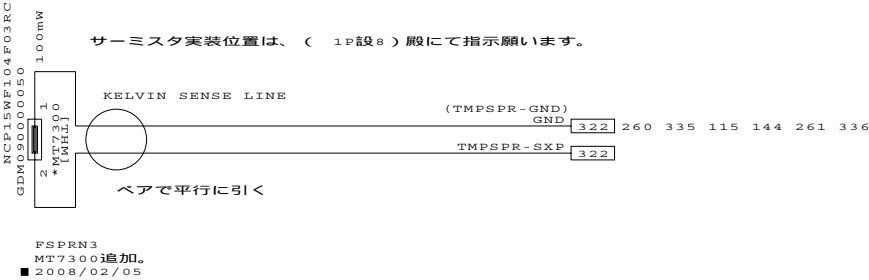 NCP15WF104F03RC
GDM090000050
100mW
サーミスタ実装位置は、( 1P設8)殿にて指示願います。
1
2
*MT7300
[THM]
KELVIN SENSE LINE
(TMPSPR-GND)
GND 322 260 335 115 144 261 336
TMPSPR-SXP 322
ペアで平行に引く
FSPRN3
MT7300追加。
■2008/02/05